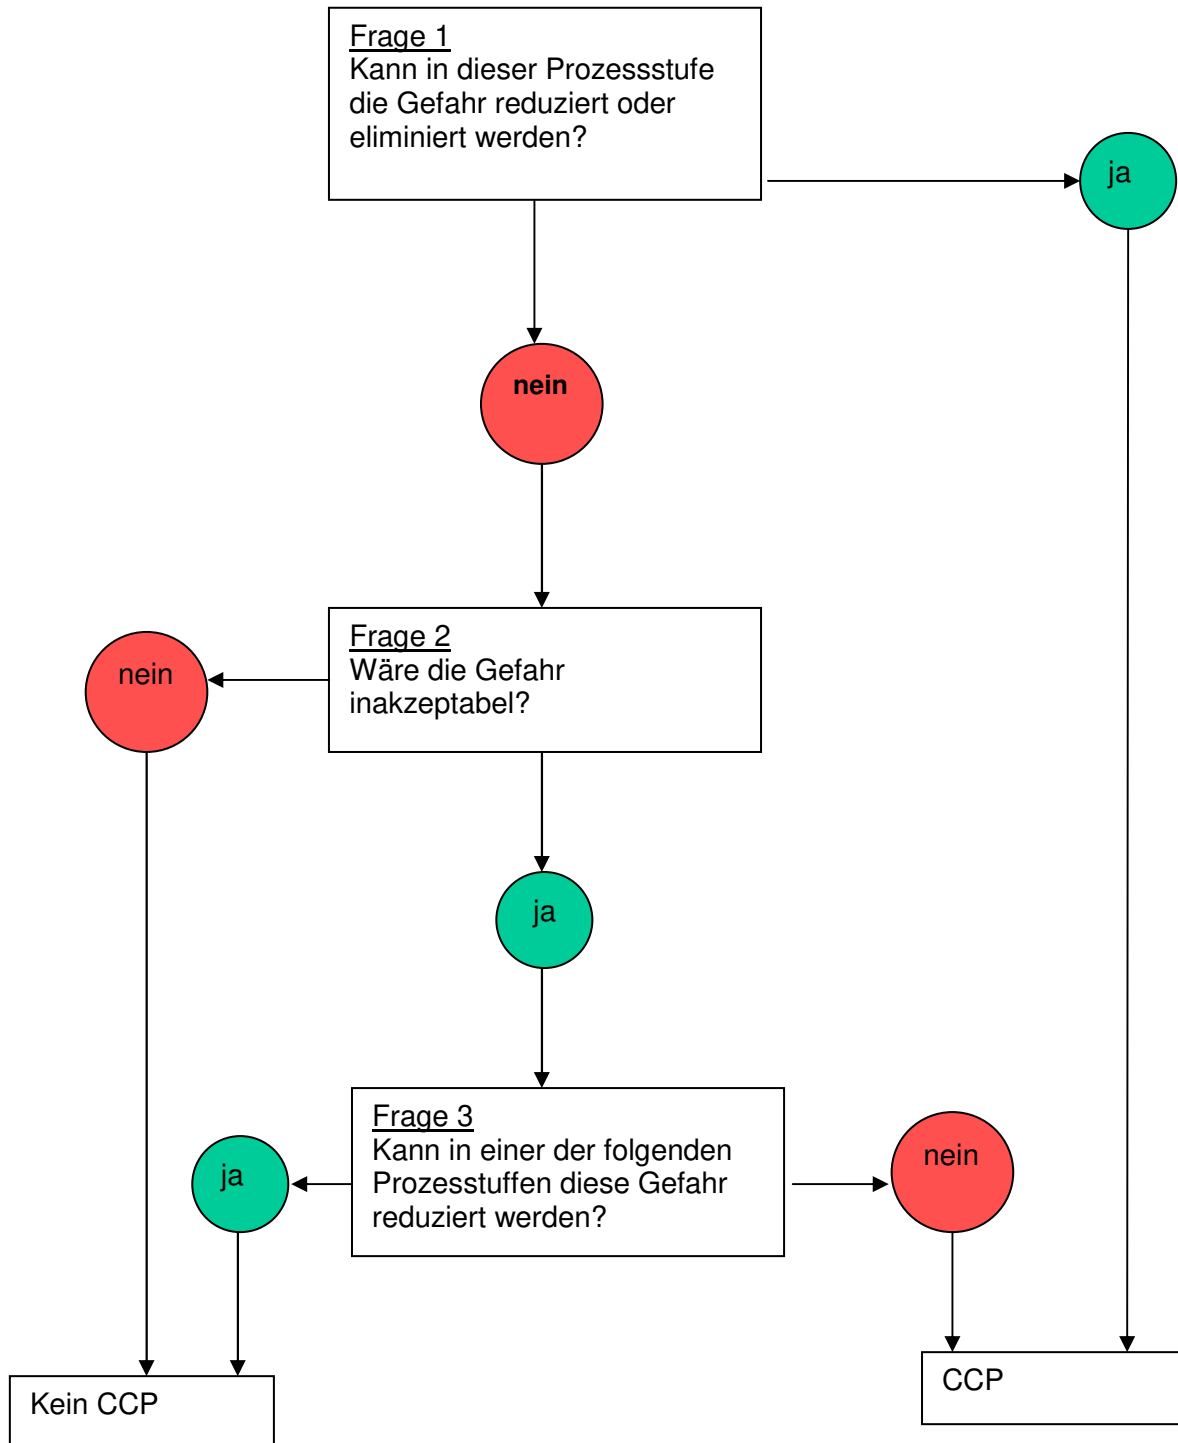 Frage 1
Kann in dieser Prozessstufe
die Gefahr reduziert oder
eliminiert werden?
ja
nein
Frage 2
Wäre die Gefahr
inakzeptabel?
nein
ja
Frage 3
Kann in einer der folgenden
Prozesstuffen diese Gefahr
reduziert werden?
ja
nein
Kein CCP
CCP